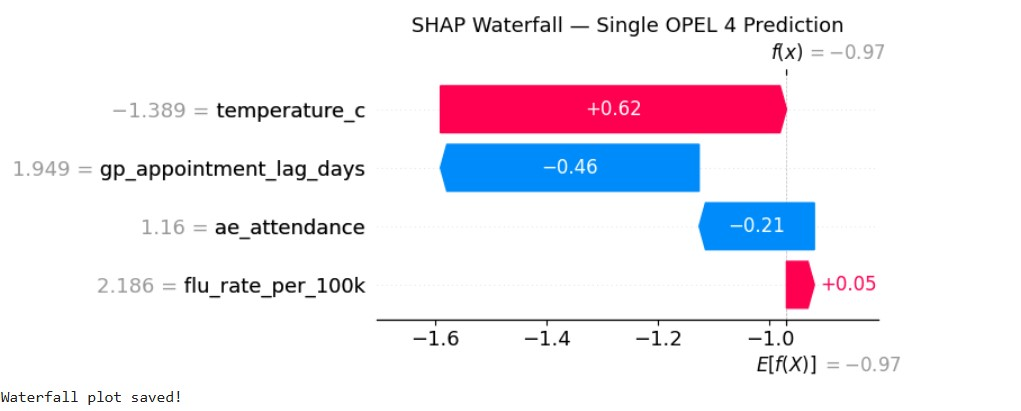 SHAP Waterfall — Single OPEL 4 Prediction
f(x) = −0.97
−1.389 = temperature_c
+0.62
1.949 = gp_appointment_lag_days
−0.46
1.16 = ae_attendance
−0.21
2.186 = flu_rate_per_100k
+0.05
−1.6 −1.4 −1.2 −1.0
E[f(X)] = −0.97
Waterfall plot saved!